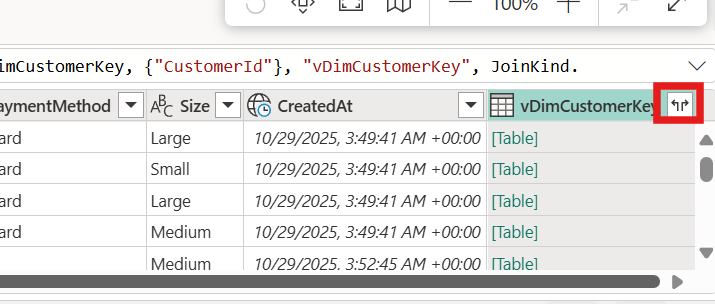 100%
imCustomerKey, {"CustomerId"}, "vDimCustomerKey", JoinKind.
aymentMethod ABC Size CreatedAt vDimCustomerKey
ard Large 10/29/2025, 3:49:41 AM +00:00 [Table]
ard Small 10/29/2025, 3:49:41 AM +00:00 [Table]
ard Large 10/29/2025, 3:49:41 AM +00:00 [Table]
ard Medium 10/29/2025, 3:49:41 AM +00:00 [Table]
Medium 10/29/2025, 3:52:45 AM +00:00 [Table]